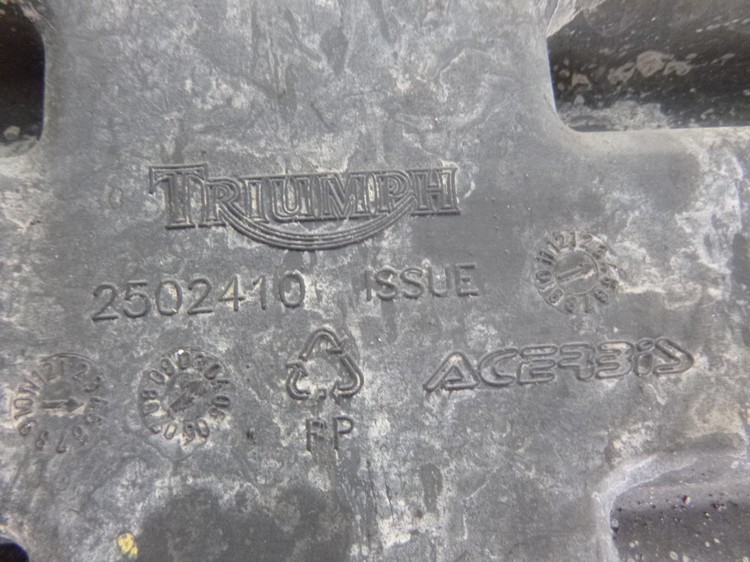 TRIUMPH
2502410 ISSUE
ACERBIS
PP